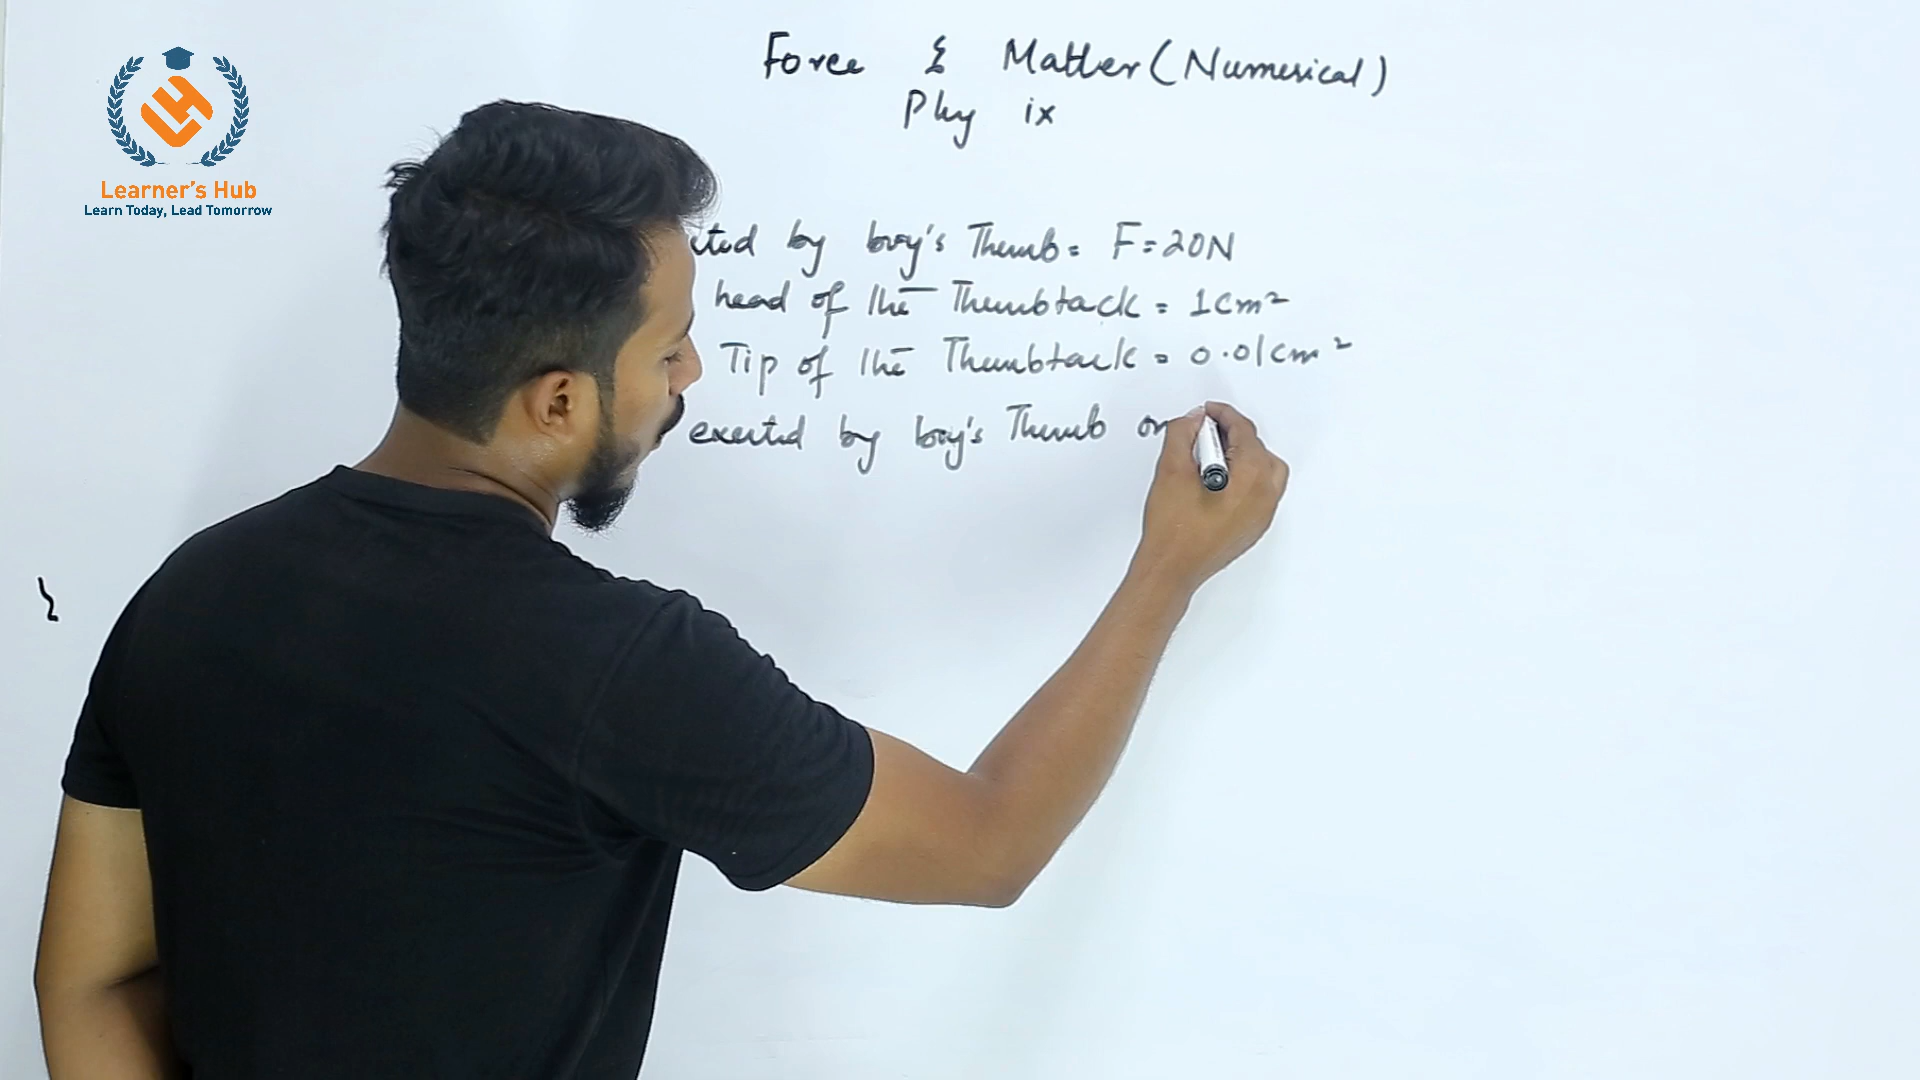 Learner's Hub
Learn Today, Lead Tomorrow
Force & Matter (Numerical)
Phy ix
by boy's Thumb = F = 20N
head of the Thumbtack = 1cm²
Tip of the Thumbtack = 0.01cm²
exerted by boy's Thumb on